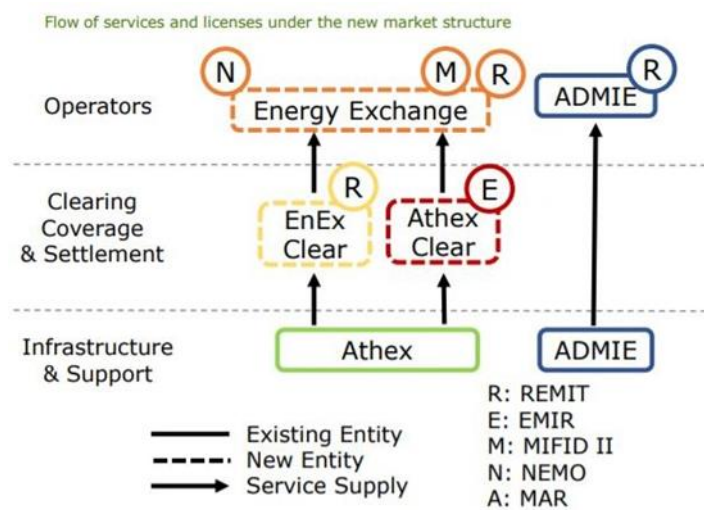 Flow of services and licenses under the new market structure
N
M
R
R
Operators
Energy Exchange
ADMIE
Clearing
Coverage
& Settlement
R
E
EnEx
Clear
Athex
Clear
Infrastructure
& Support
Athex
ADMIE
R: REMIT
E: EMIR
M: MIFID II
N: NEMO
A: MAR
Existing Entity
New Entity
Service Supply